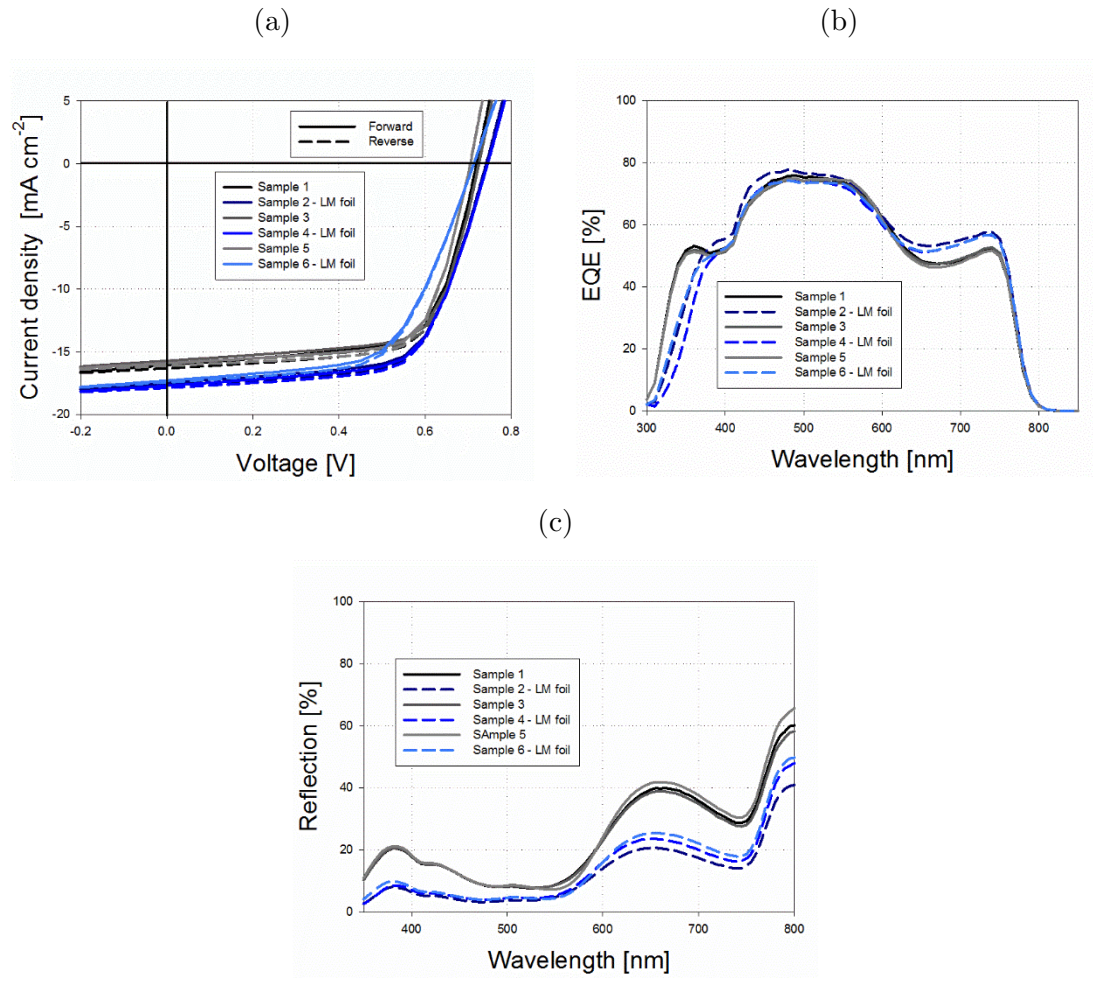 (a)
(b)
5
0
-5
-10
-15
-20
-0.2
0.0
0.2
0.4
0.6
0.8
Current density [mA cm-2]
Voltage [V]
Forward
Reverse
Sample 1
Sample 2 - LM foil
Sample 3
Sample 4 - LM foil
Sample 5
Sample 6 - LM foil
100
80
60
40
20
0
300
400
500
600
700
800
EQE [%]
Wavelength [nm]
Sample 1
Sample 2 - LM foil
Sample 3
Sample 4 - LM foil
Sample 5
Sample 6 - LM foil
(c)
100
80
60
40
20
0
400
500
600
700
800
Reflection [%]
Wavelength [nm]
Sample 1
Sample 2 - LM foil
Sample 3
Sample 4 - LM foil
SAmple 5
Sample 6 - LM foil